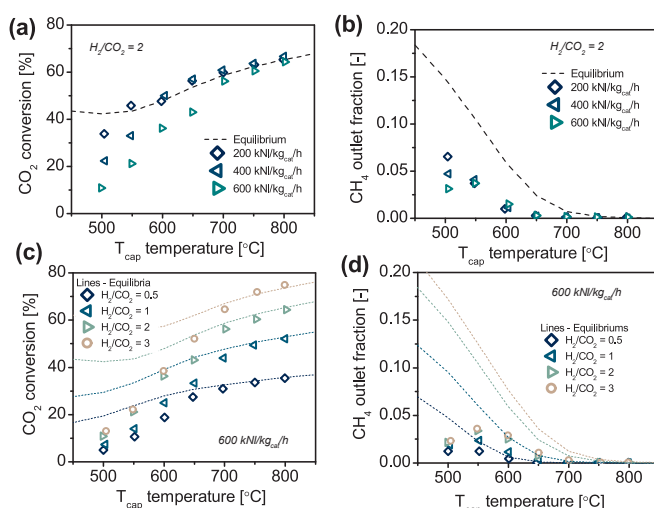 (a)
H2/CO2 = 2
CO2 conversion [%]
80
60
40
20
0
Equilibrium
200 kNl/kgcat/h
400 kNl/kgcat/h
600 kNl/kgcat/h
500 600 700 800
Tcap temperature [°C]
(b)
H2/CO2 = 2
CH4 outlet fraction [-]
0.20
0.15
0.10
0.05
0.00
Equilibrium
200 kNl/kgcat/h
400 kNl/kgcat/h
600 kNl/kgcat/h
500 600 700 800
Tcap temperature [°C]
(c)
CO2 conversion [%]
80
60
40
20
0
Lines - Equilibria
H2/CO2 = 0.5
H2/CO2 = 1
H2/CO2 = 2
H2/CO2 = 3
600 kNl/kgcat/h
500 600 700 800
Tcap temperature [°C]
(d)
600 kNl/kgcat/h
CH4 outlet fraction [-]
0.20
0.15
0.10
0.05
0.00
Lines - Equilibriums
H2/CO2 = 0.5
H2/CO2 = 1
H2/CO2 = 2
H2/CO2 = 3
500 600 700 800
Tcap temperature [°C]